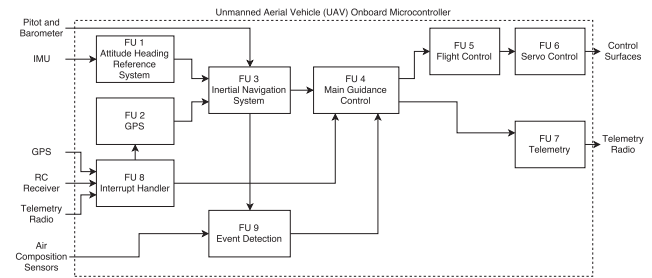 Unmanned Aerial Vehicle (UAV) Onboard Microcontroller
Pitot and
Barometer
IMU
FU 1
Attitude Heading
Reference
System
FU 2
GPS
FU 3
Inertial Navigation
System
FU 4
Main Guidance
Control
FU 5
Flight Control
FU 6
Servo Control
Control
Surfaces
FU 7
Telemetry
Telemetry
Radio
GPS
RC
Receiver
Telemetry
Radio
FU 8
Interrupt Handler
Air
Composition
Sensors
FU 9
Event Detection